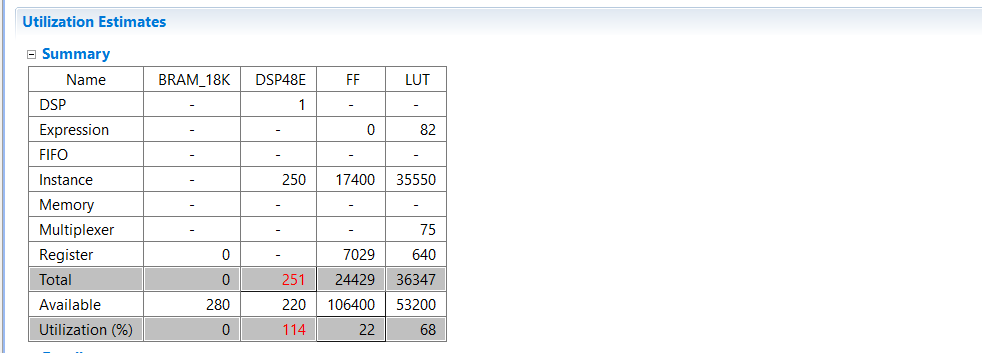 Utilization Estimates
Summary
Name BRAM_18K DSP48E FF LUT
DSP - 1 - -
Expression - - 0 82
FIFO - - - -
Instance - 250 17400 35550
Memory - - - -
Multiplexer - - - 75
Register 0 - 7029 640
Total 0 251 24429 36347
Available 280 220 106400 53200
Utilization (%) 0 114 22 68